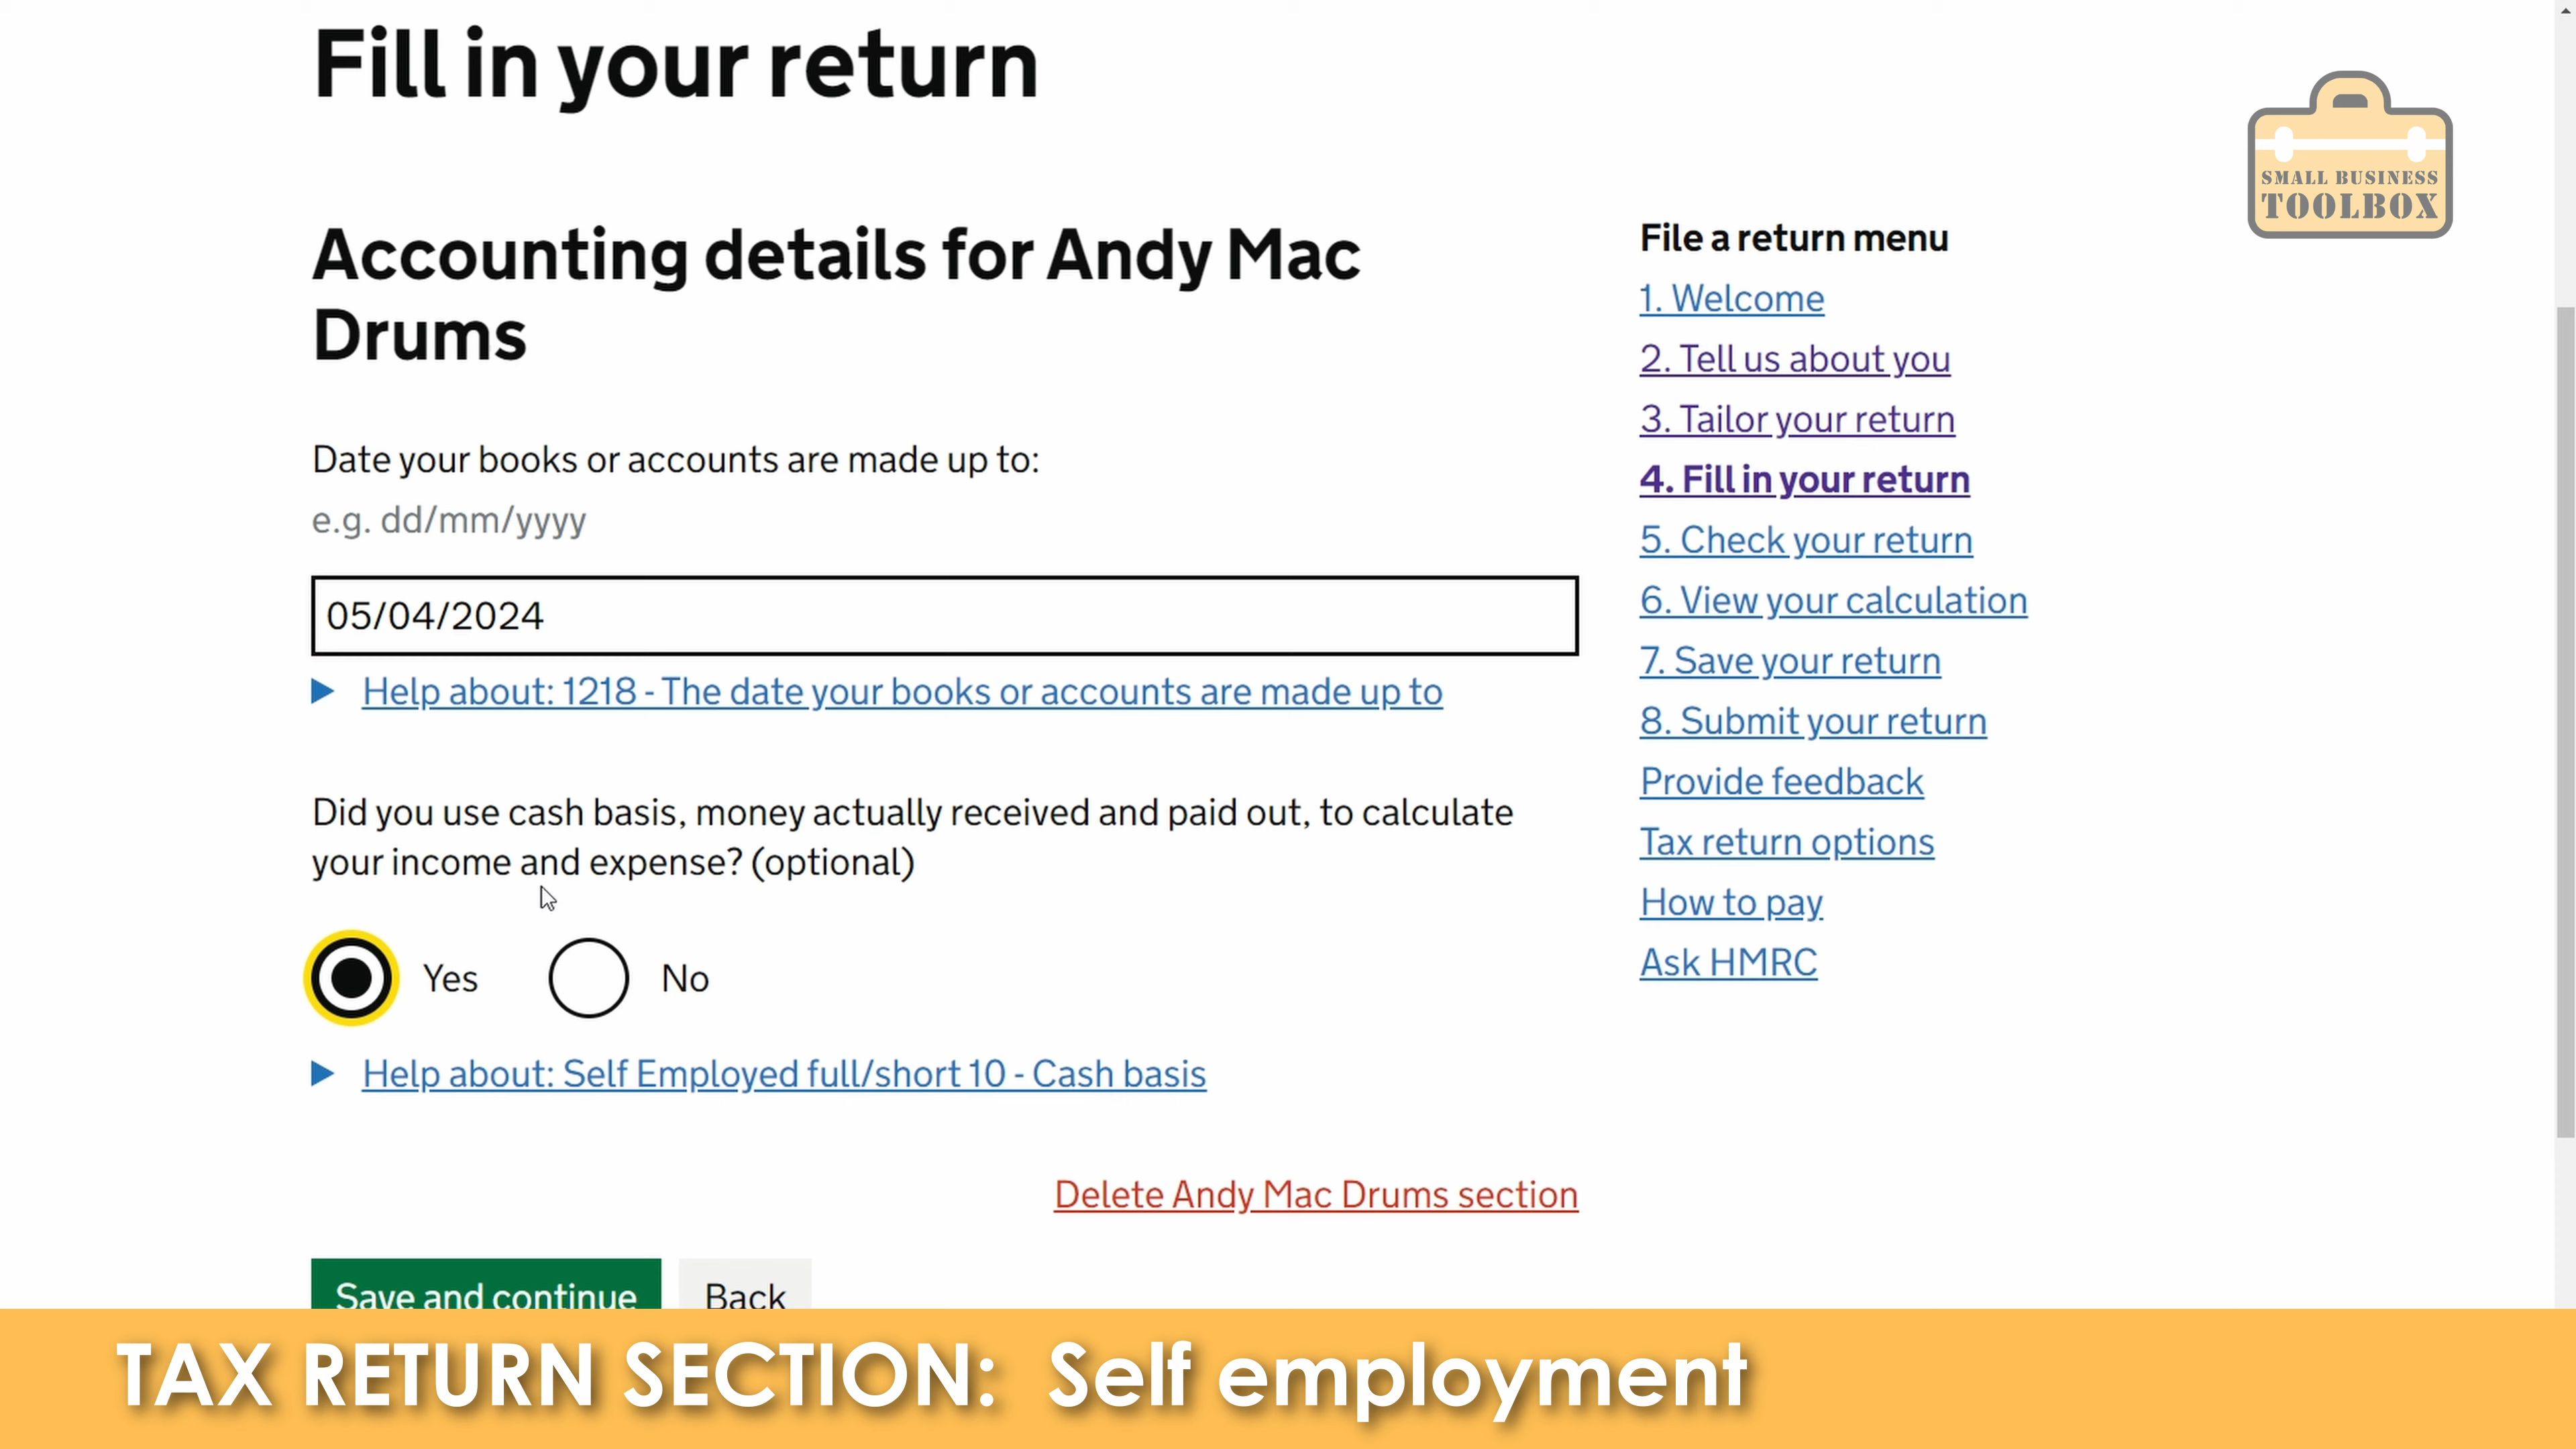 Fill in your return
SMALL BUSINESS
TOOLBOX
Accounting details for Andy Mac
Drums
Date your books or accounts are made up to:
e.g. dd/mm/yyyy
05/04/2024
Help about: 1218 - The date your books or accounts are made up to
Did you use cash basis, money actually received and paid out, to calculate
your income and expense? (optional)
Yes
No
Help about: Self Employed full/short 10 - Cash basis
Delete Andy Mac Drums section
Save and continue
Back
File a return menu
1. Welcome
2. Tell us about you
3. Tailor your return
4. Fill in your return
5. Check your return
6. View your calculation
7. Save your return
8. Submit your return
Provide feedback
Tax return options
How to pay
Ask HMRC
TAX RETURN SECTION: Self employment